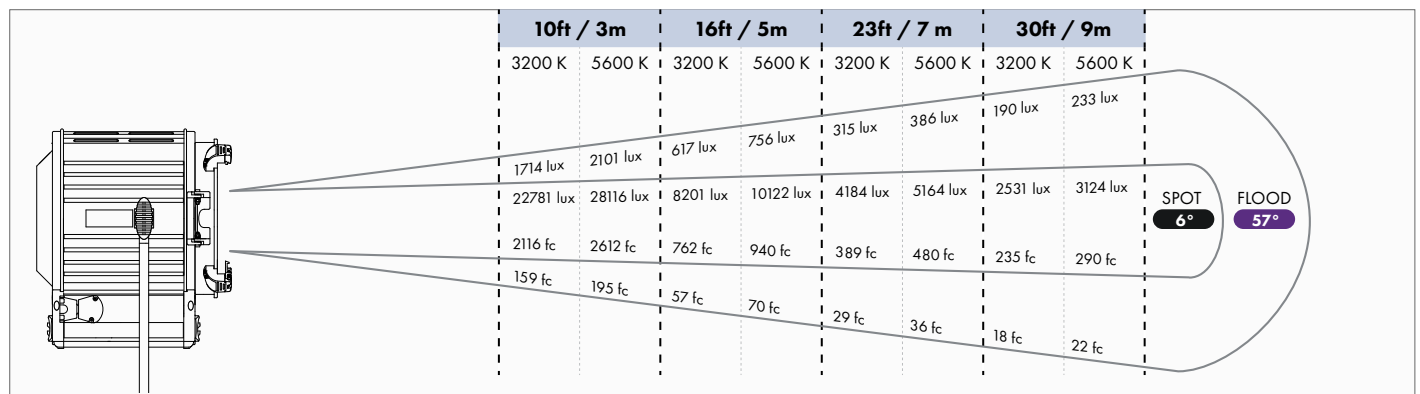 10ft / 3m 16ft / 5m 23ft / 7 m 30ft / 9m
3200 K 5600 K 3200 K 5600 K 3200 K 5600 K 3200 K 5600 K
1714 lux 2101 lux 617 lux 756 lux 315 lux 386 lux 190 lux 233 lux
22781 lux 28116 lux 8201 lux 10122 lux 4184 lux 5164 lux 2531 lux 3124 lux
SPOT FLOOD
6° 57°
2116 fc 2612 fc 762 fc 940 fc 389 fc 480 fc 235 fc 290 fc
159 fc 195 fc 57 fc 70 fc 29 fc 36 fc 18 fc 22 fc